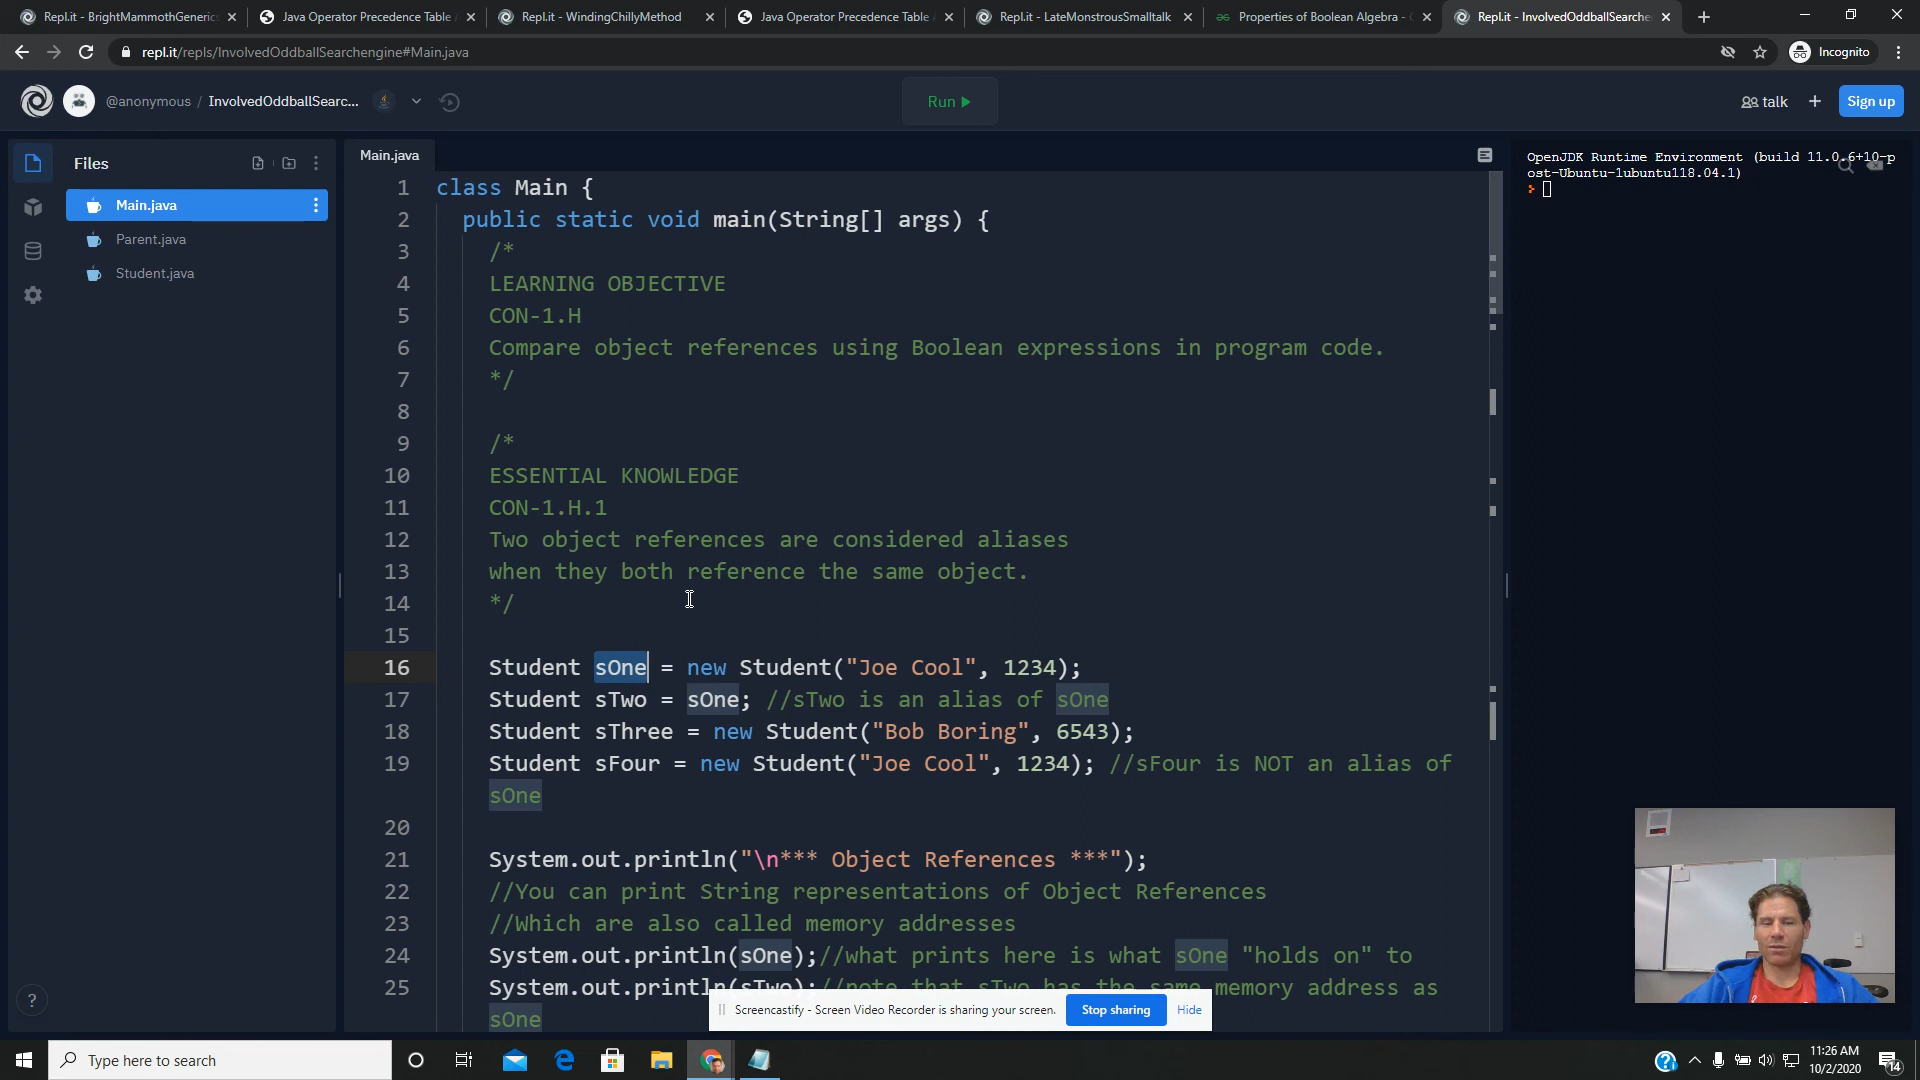 Repl.it - BrightMammothGenerics
Java Operator Precedence Table
Repl.it - WindingChillyMethod
Java Operator Precedence Table
Repl.it - LateMonstrousSmalltalk
Properties of Boolean Algebra -
Repl.it - InvolvedOddballSearche
repl.it/repls/InvolvedOddballSearchengine#Main.java
Incognito
@anonymous / InvolvedOddballSearc...
Run
talk
Sign up
Files
Main.java
Parent.java
Student.java
Main.java
1 class Main {
2 public static void main(String[] args) {
3 /*
4 LEARNING OBJECTIVE
5 CON-1.H
6 Compare object references using Boolean expressions in program code.
7 */
8
9 /*
10 ESSENTIAL KNOWLEDGE
11 CON-1.H.1
12 Two object references are considered aliases
13 when they both reference the same object.
14 */
15
16 Student sOne = new Student("Joe Cool", 1234);
17 Student sTwo = sOne; //sTwo is an alias of sOne
18 Student sThree = new Student("Bob Boring", 6543);
19 Student sFour = new Student("Joe Cool", 1234); //sFour is NOT an alias of
sOne
20
21 System.out.println("\n*** Object References ***");
22 //You can print String representations of Object References
23 //Which are also called memory addresses
24 System.out.println(sOne);//what prints here is what sOne "holds on" to
25 System.out.println(sTwo);//note that sTwo has the same memory address as
sOne
OpenJDK Runtime Environment (build 11.0.6+10-p
ost-Ubuntu-1ubuntu118.04.1)
?
Screencastify - Screen Video Recorder is sharing your screen.
Stop sharing
Hide
Type here to search
11:26 AM
10/2/2020
14